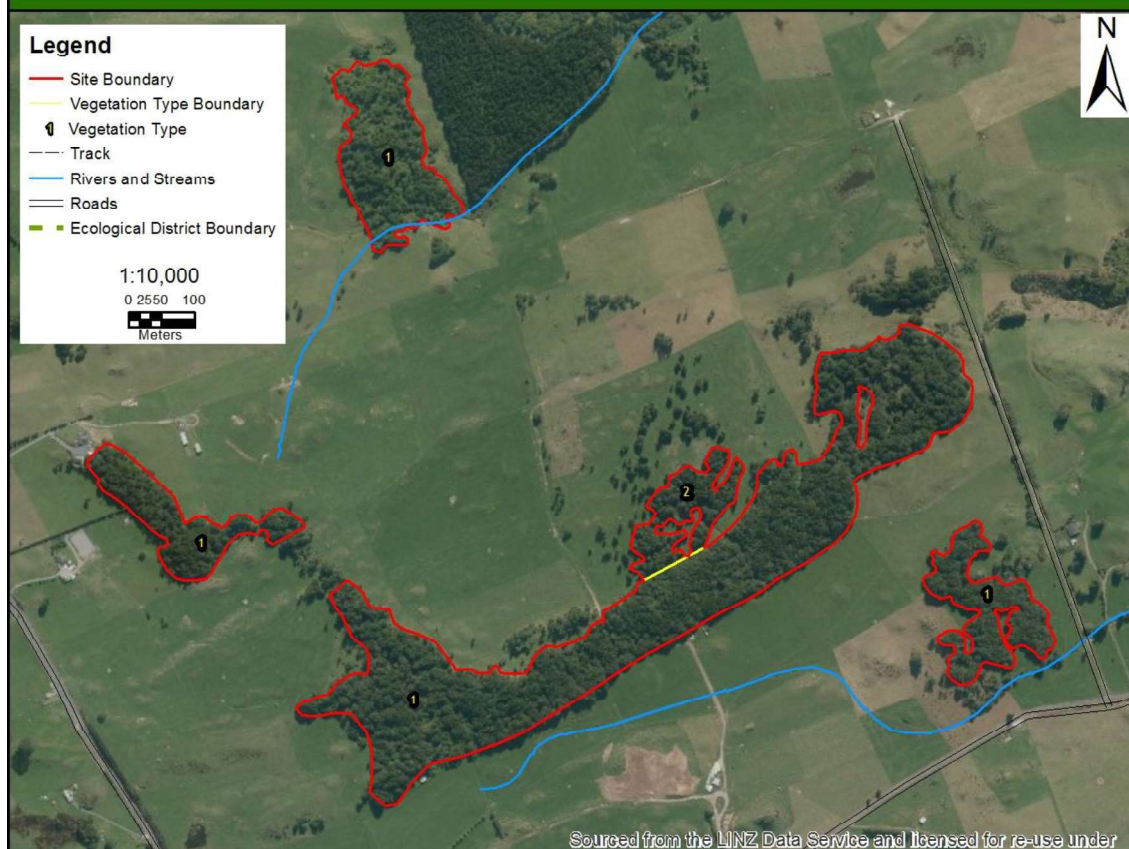 Legend
Site Boundary
Vegetation Type Boundary
1 Vegetation Type
Track
Rivers and Streams
Roads
Ecological District Boundary
1:10,000
0 2550 100
Meters
N
1
2
1
1
1
Sourced from the LINZ Data Service and licensed for re-use under